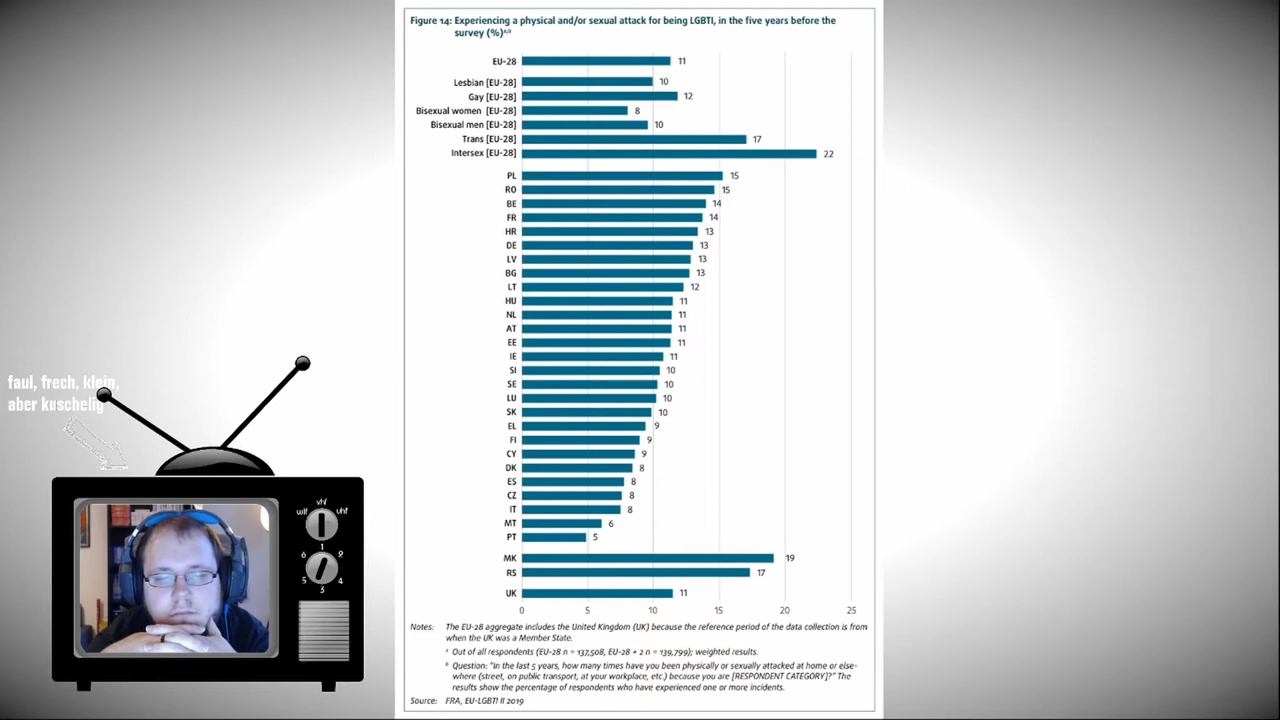 Figure 14: Experiencing a physical and/or sexual attack for being LGBTI, in the five years before the
survey (%)a,b
EU-28 11
Lesbian [EU-28] 10
Gay [EU-28] 12
Bisexual women [EU-28] 8
Bisexual men [EU-28] 10
Trans [EU-28] 17
Intersex [EU-28] 22
PL 15
RO 15
BE 14
FR 14
HR 13
DE 13
LV 13
BG 13
LT 12
HU 11
NL 11
AT 11
EE 11
IE 11
SI 10
SE 10
LU 10
SK 10
EL 9
FI 9
CY 9
DK 8
ES 8
CZ 8
IT 8
MT 6
PT 5
MK 19
RS 17
UK 11
0 5 10 15 20 25
Notes: The EU-28 aggregate includes the United Kingdom (UK) because the reference period of the data collection is from
when the UK was a Member State.
a Out of all respondents (EU-28 n = 137,508, EU-28 + 2 n = 139,799); weighted results.
b Question: "In the last 5 years, how many times have you been physically or sexually attacked at home or else-
where (street, on public transport, at your workplace, etc.) because you are [RESPONDENT CATEGORY]?" The
results show the percentage of respondents who have experienced one or more incidents.
Source: FRA, EU-LGBTI II 2019
faul, frech, klein,
aber kuschelig
vhf
wlf uhf
1
6 2
5 4
3